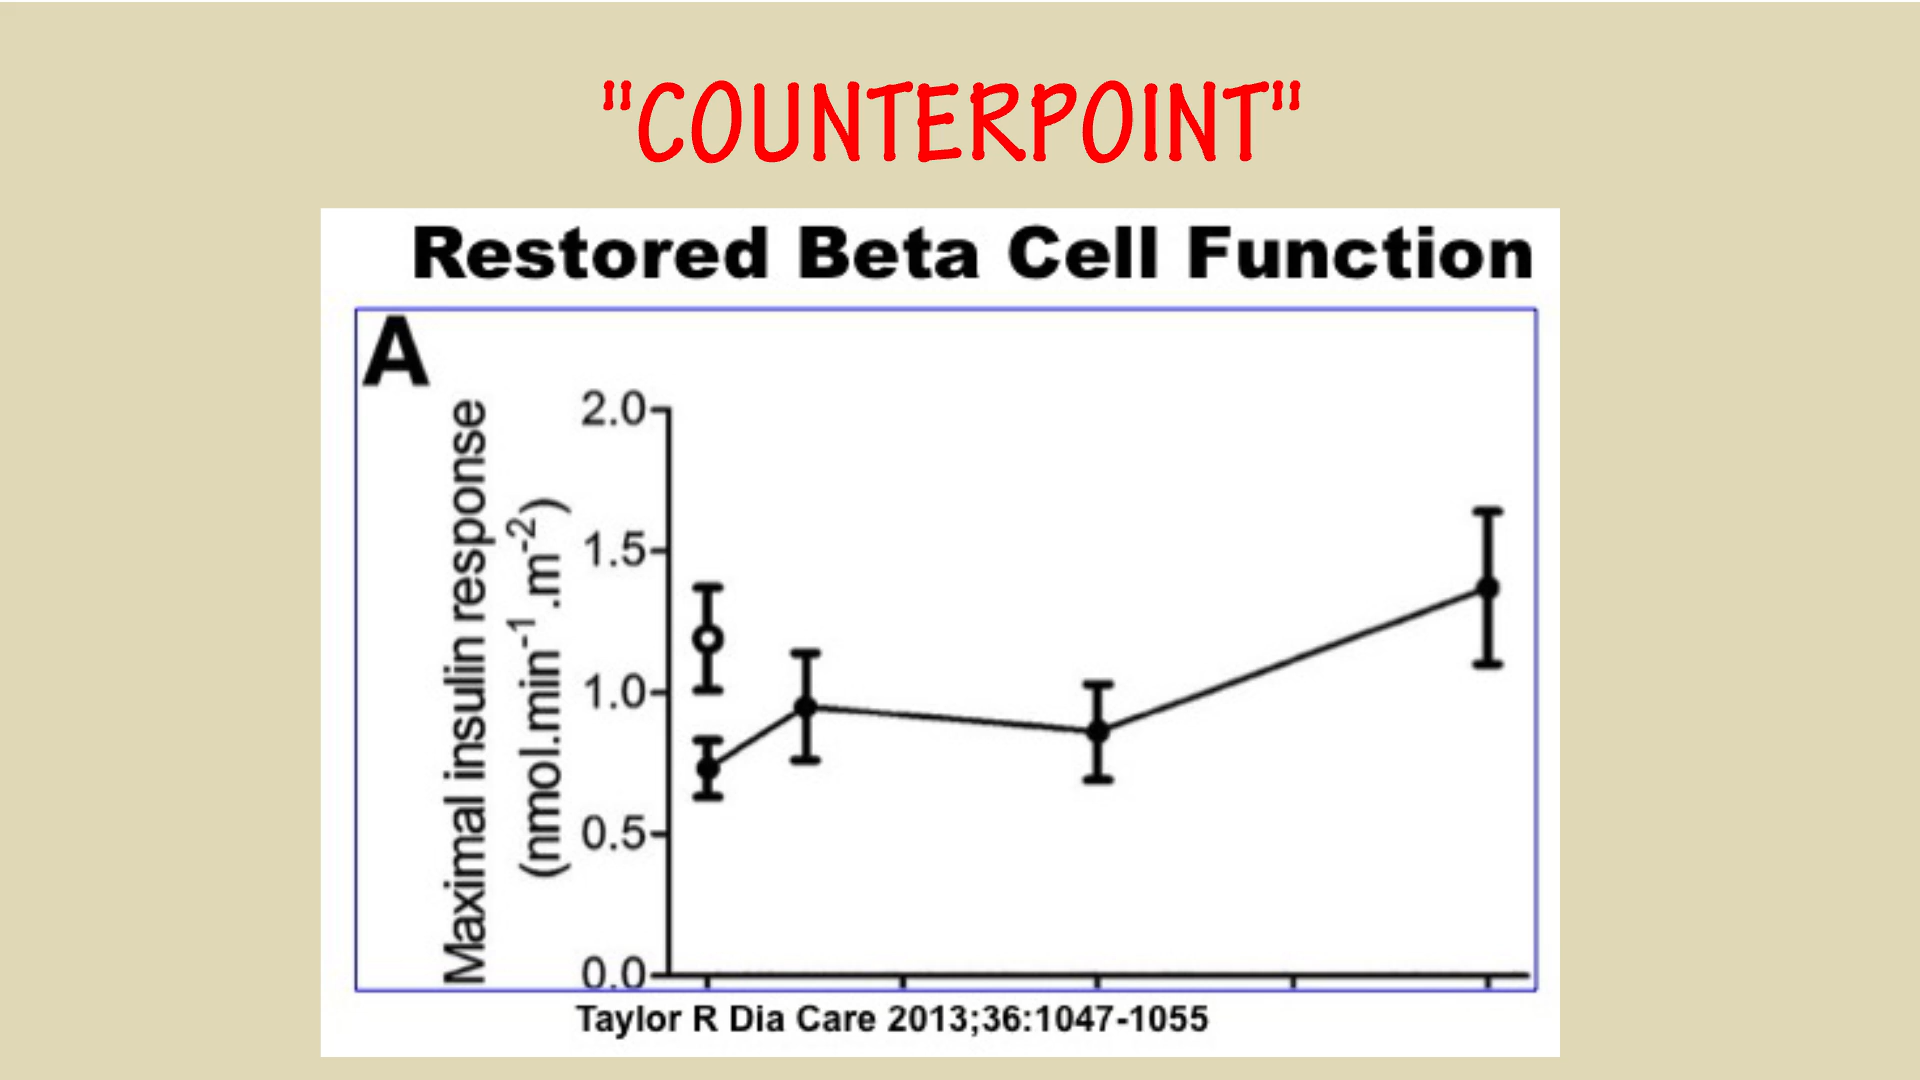 "COUNTERPOINT"
Restored Beta Cell Function
A
Maximal insulin response
(nmol.min⁻¹.m⁻²)
2.0
1.5
1.0
0.5
0.0
Taylor R Dia Care 2013;36:1047-1055